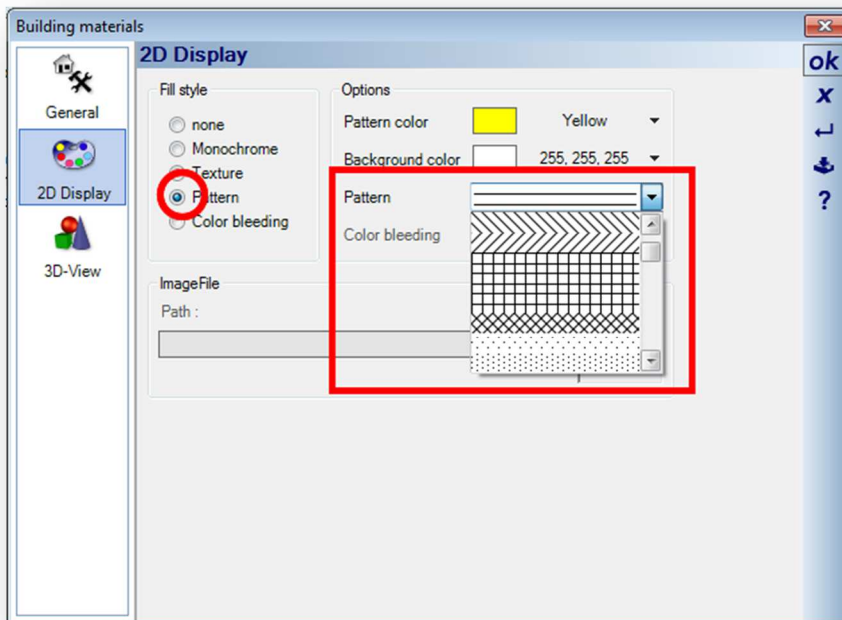 Building materials
General
2D Display
3D-View
2D Display
Fill style
none
Monochrome
Texture
Pattern
Color bleeding
Options
Pattern color Yellow
Background color 255, 255, 255
Pattern
Color bleeding
ImageFile
Path :
ok
x
?